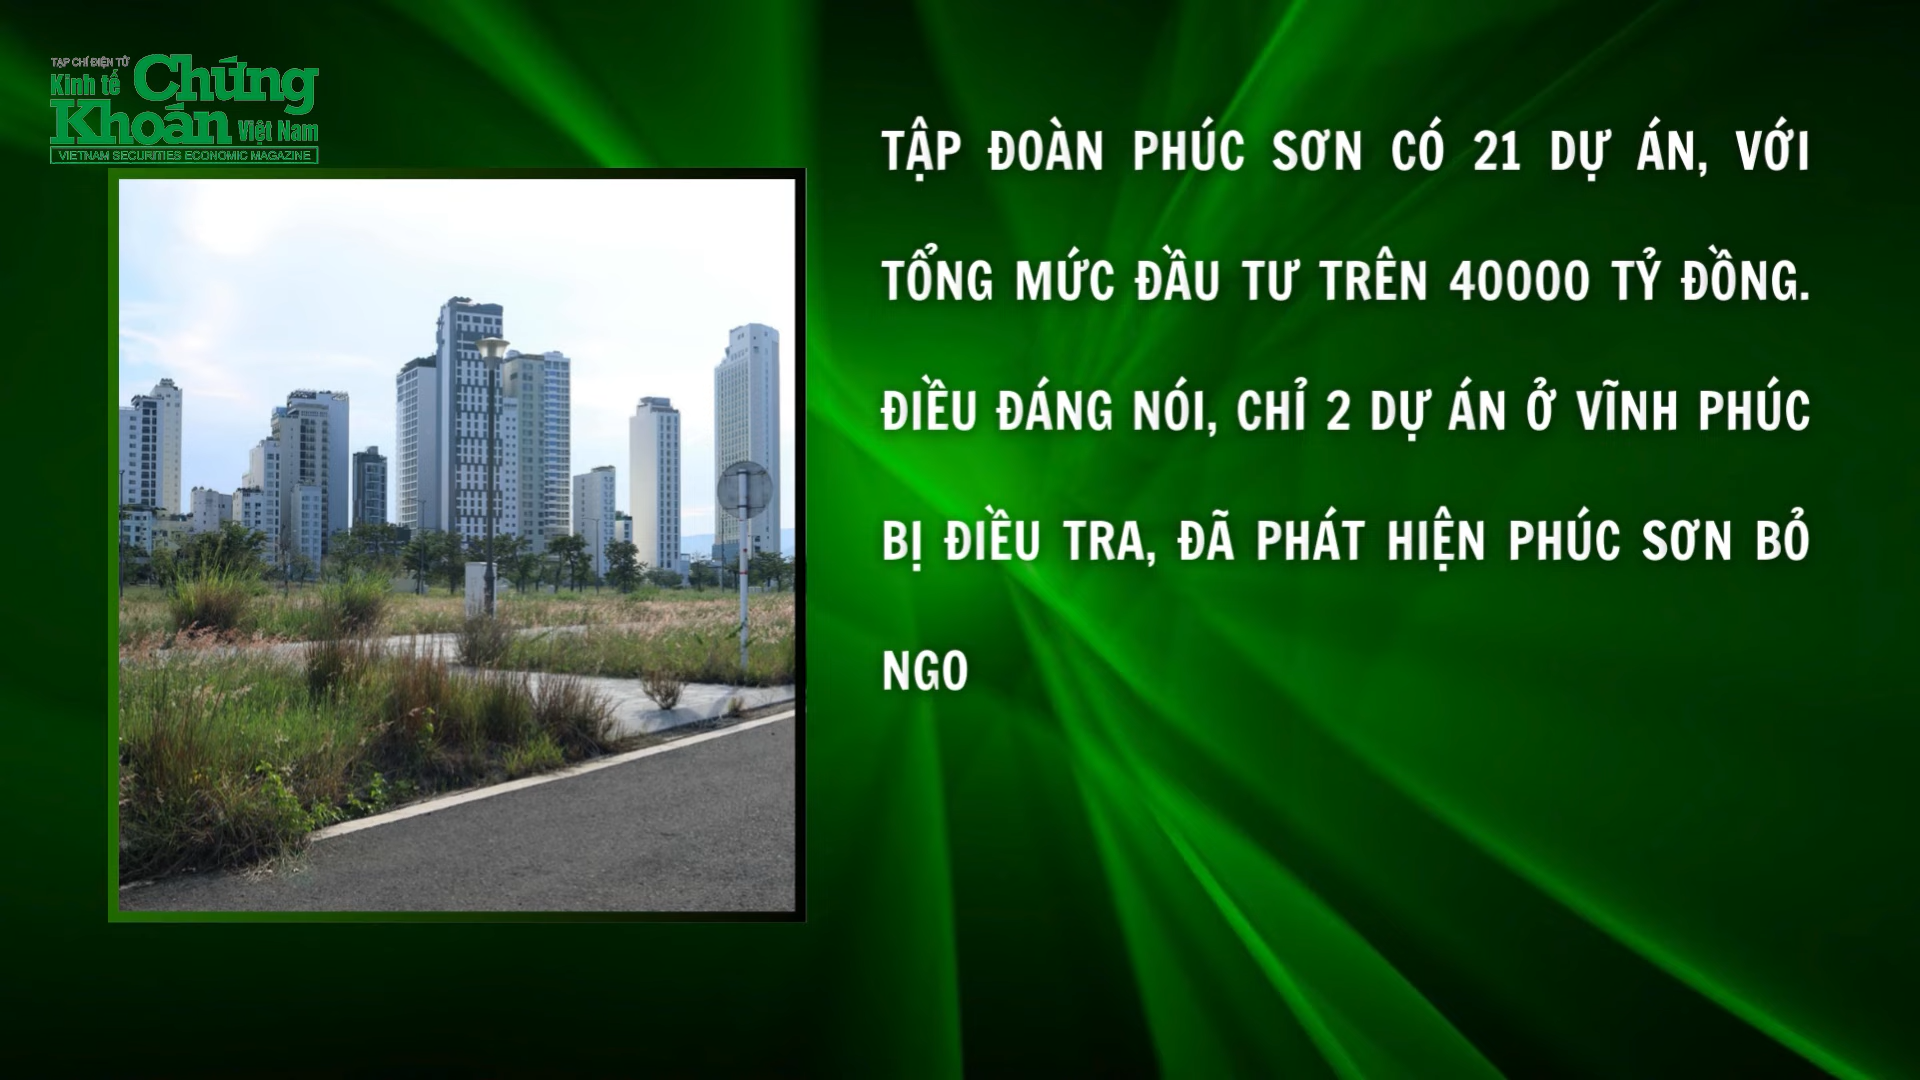 TẠP CHÍ ĐIỆN TỬ
Kinh tế Chứng
Khoán Việt Nam
VIETNAM SECURITIES ECONOMIC MAGAZINE
TẬP ĐOÀN PHÚC SƠN CÓ 21 DỰ ÁN, VỚI
TỔNG MỨC ĐẦU TƯ TRÊN 40000 TỶ ĐỒNG.
ĐIỀU ĐÁNG NÓI, CHỈ 2 DỰ ÁN Ở VĨNH PHÚC
BỊ ĐIỀU TRA, ĐÃ PHÁT HIỆN PHÚC SƠN BỎ
NGO